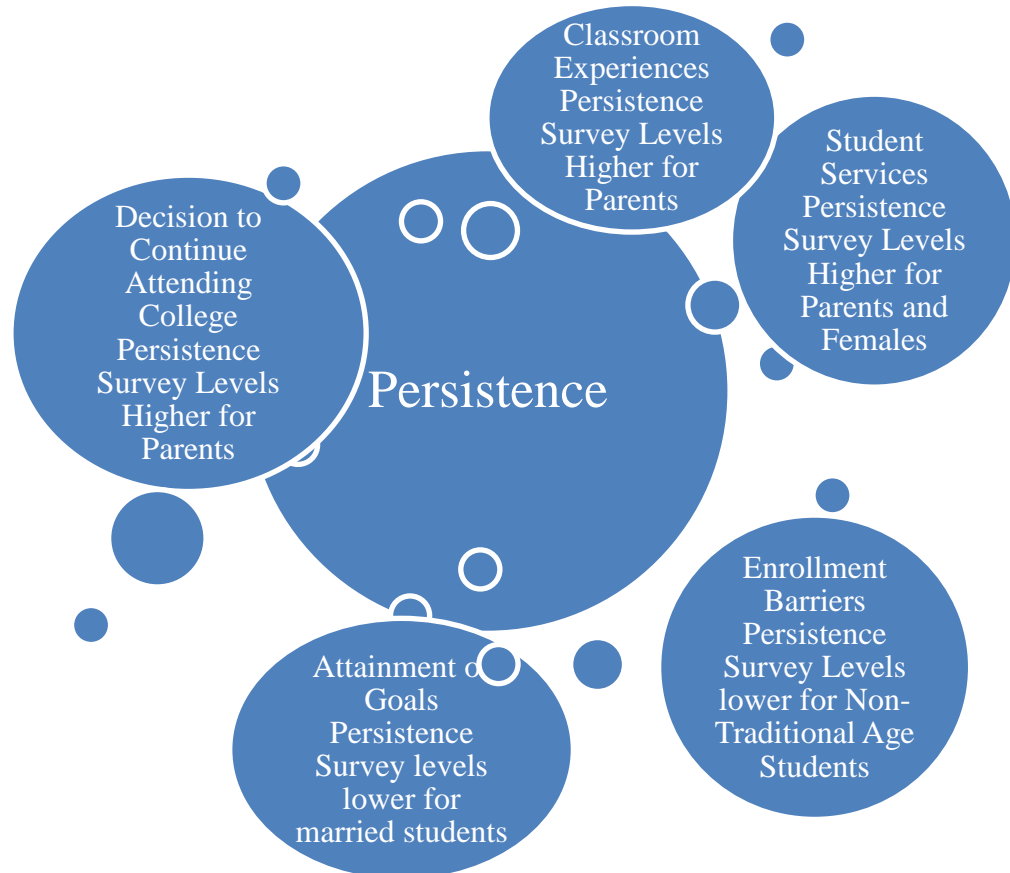 Classroom
Experiences
Persistence
Survey Levels
Higher for
Parents
Student
Services
Persistence
Survey Levels
Higher for
Parents and
Females
Decision to
Continue
Attending
College
Persistence
Survey Levels
Higher for
Parents
Persistence
Enrollment
Barriers
Persistence
Survey Levels
lower for Non-
Traditional Age
Students
Attainment o
Goals
Persistence
Survey levels
lower for
married students